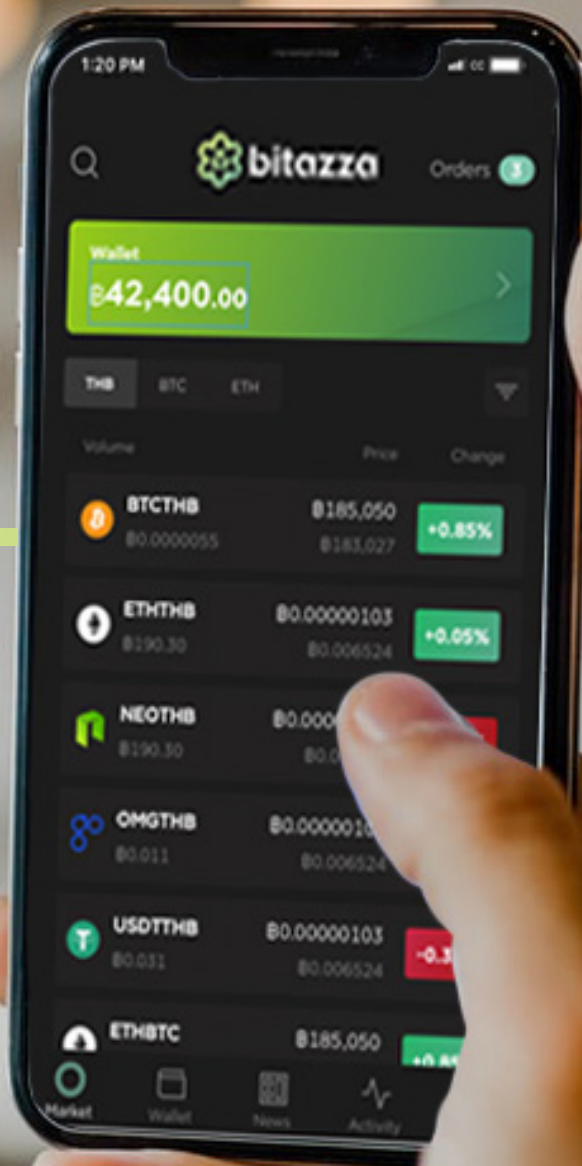 1:20 PM
bitazza
Orders 3
Wallet
฿42,400.00
THB BTC ETH
Volume Price Change
BTCTHB ฿185,050 +0.85%
฿0.0000055 ฿183,027
ETHTHB ฿0.00000103 +0.05%
฿190.30 ฿0.006524
NEOTHB
฿190.30
OMGTHB
฿0.011 ฿0.006524
USDTTHB ฿0.00000103
฿0.031 ฿0.006524
ETHBTC ฿185,050
Market Wallet News Activity